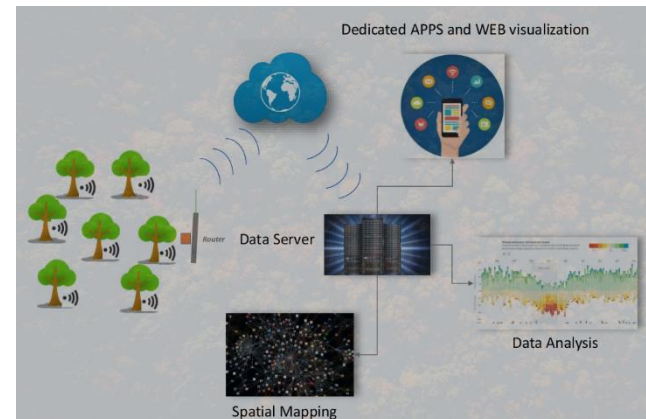 Dedicated APPS and WEB visualization
Router
Data Server
Data Analysis
Spatial Mapping